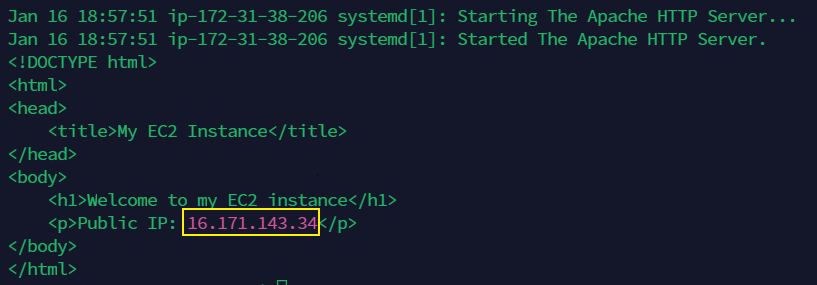 Jan 16 18:57:51 ip-172-31-38-206 systemd[1]: Starting The Apache HTTP Server...
Jan 16 18:57:51 ip-172-31-38-206 systemd[1]: Started The Apache HTTP Server.
<!DOCTYPE html>
<html>
<head>
    <title>My EC2 Instance</title>
</head>
<body>
    <h1>Welcome to my EC2 instance</h1>
    <p>Public IP: 16.171.143.34</p>
</body>
</html>